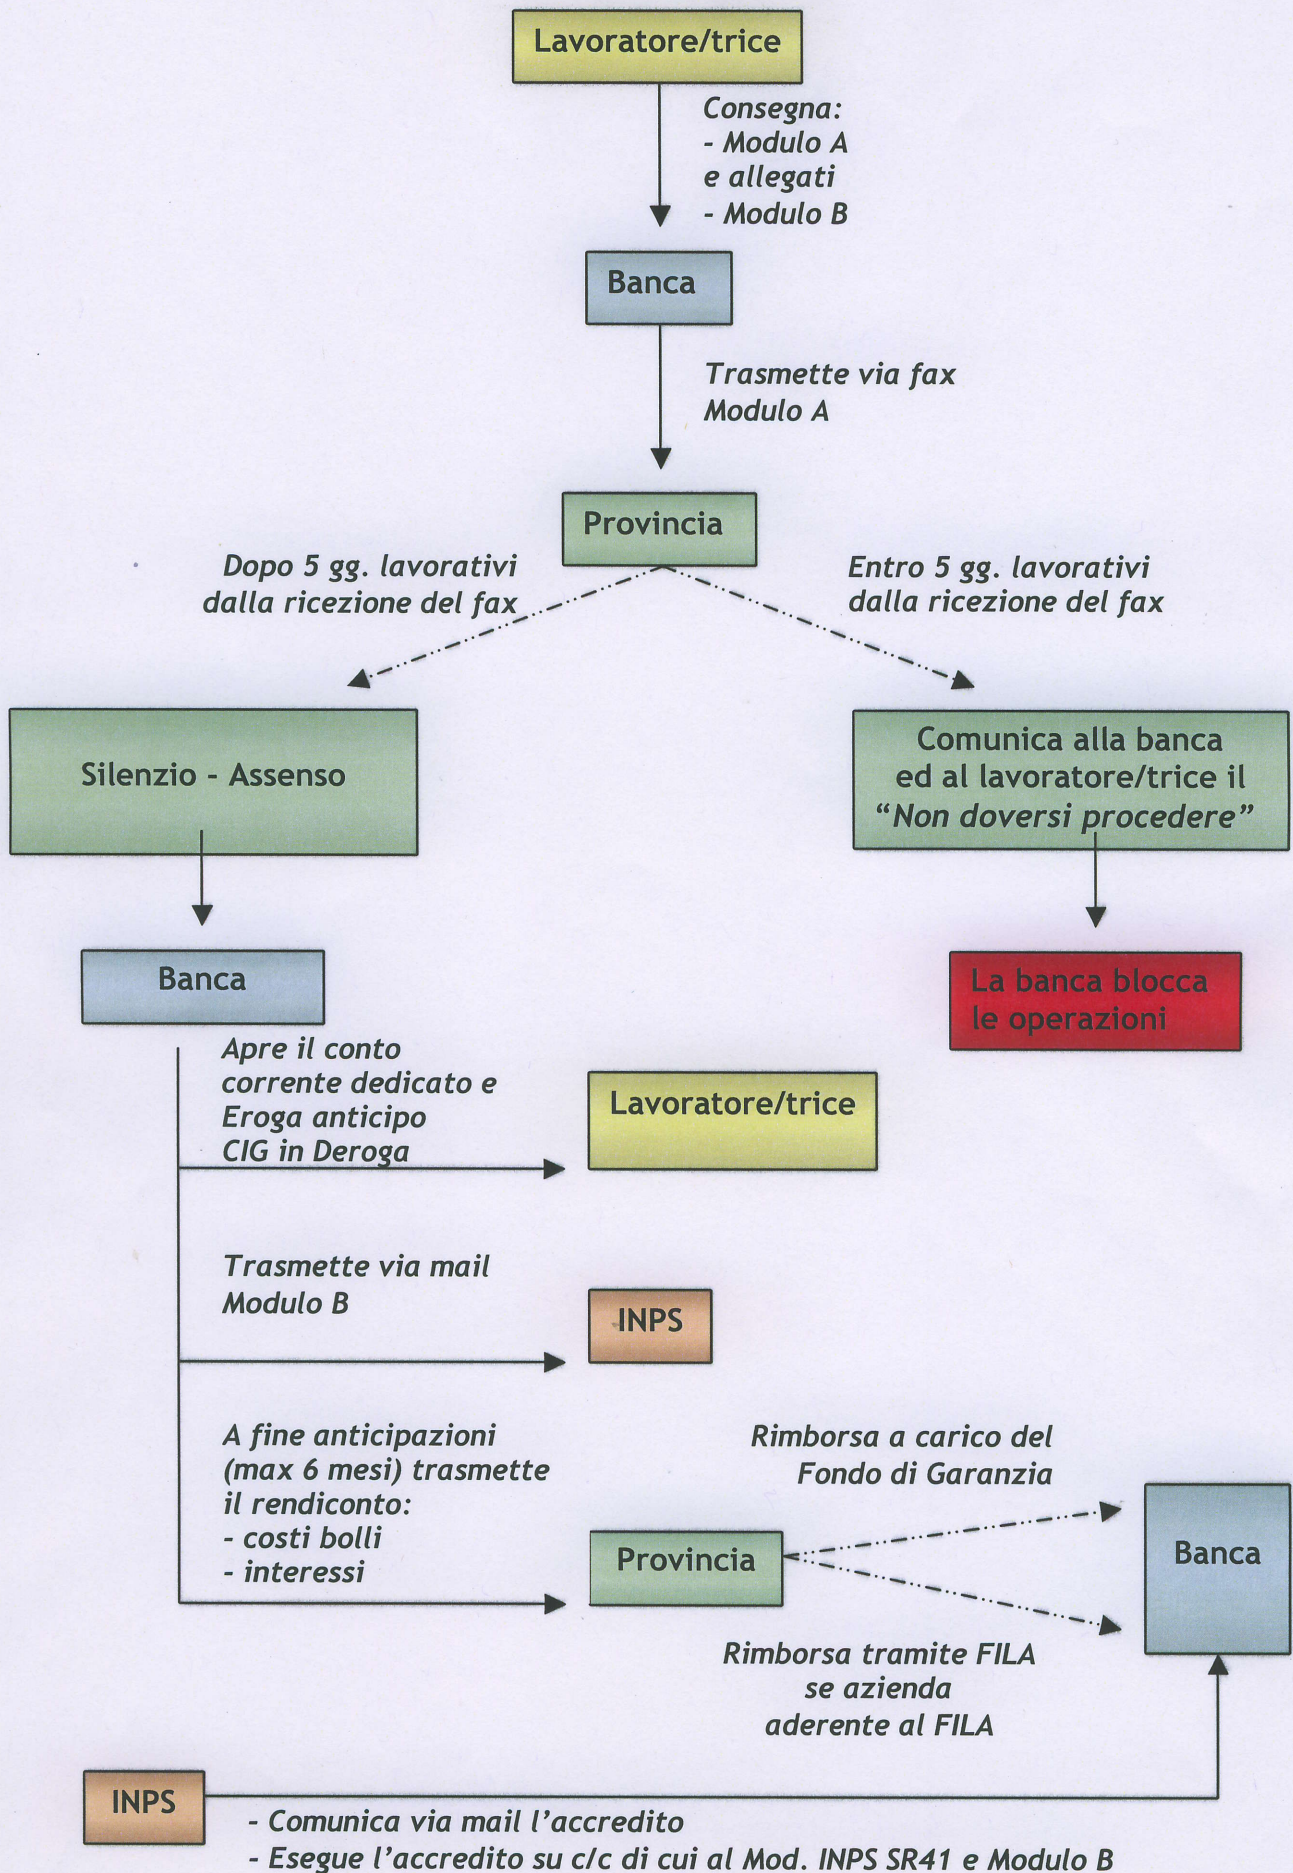 Lavoratore/trice
Consegna:
- Modulo A
e allegati
- Modulo B
Banca
Trasmette via fax
Modulo A
Provincia
Dopo 5 gg. lavorativi
dalla ricezione del fax
Entro 5 gg. lavorativi
dalla ricezione del fax
Silenzio - Assenso
Comunica alla banca
ed al lavoratore/trice il
“Non doversi procedere”
Banca
La banca blocca
le operazioni
Apre il conto
corrente dedicato e
Eroga anticipo
CIG in Deroga
Lavoratore/trice
Trasmette via mail
Modulo B
INPS
A fine anticipazioni
(max 6 mesi) trasmette
il rendiconto:
- costi bolli
- interessi
Provincia
Rimborsa a carico del
Fondo di Garanzia
Banca
Rimborsa tramite FILA
se azienda
aderente al FILA
INPS
- Comunica via mail l’accredito
- Esegue l’accredito su c/c di cui al Mod. INPS SR41 e Modulo B